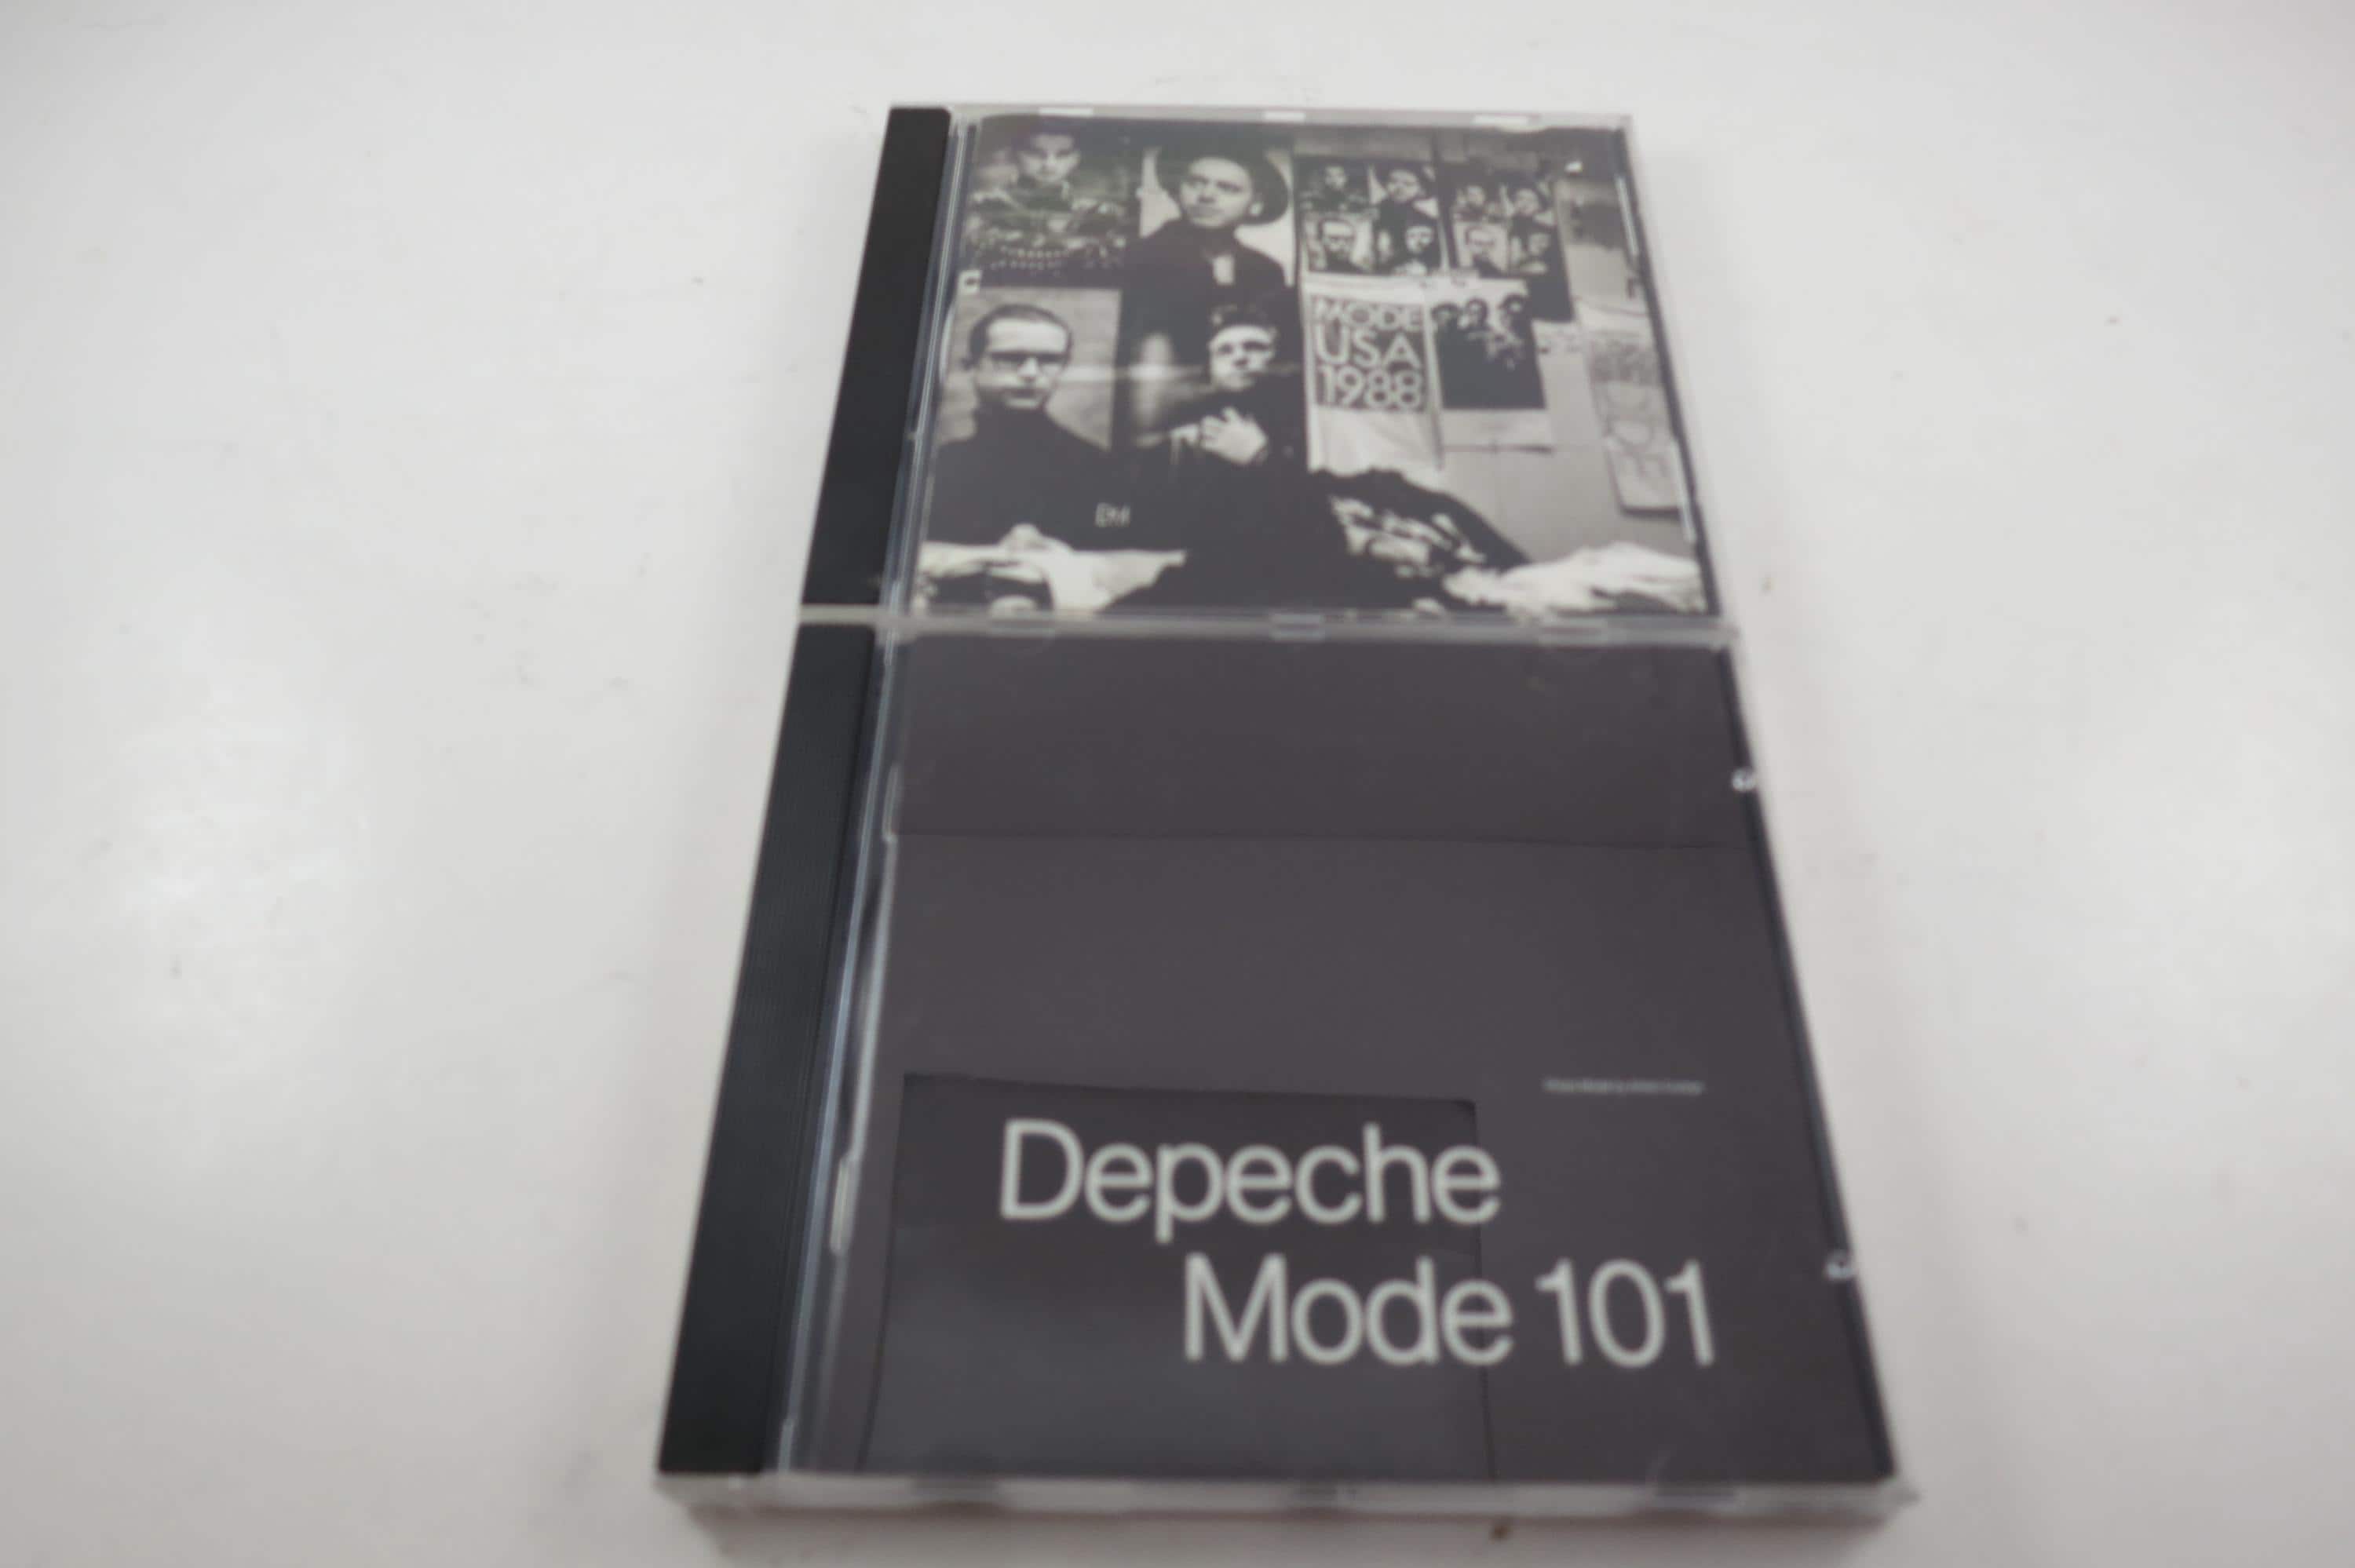 MODE
USA
1988
DM
Depeche
Mode 101